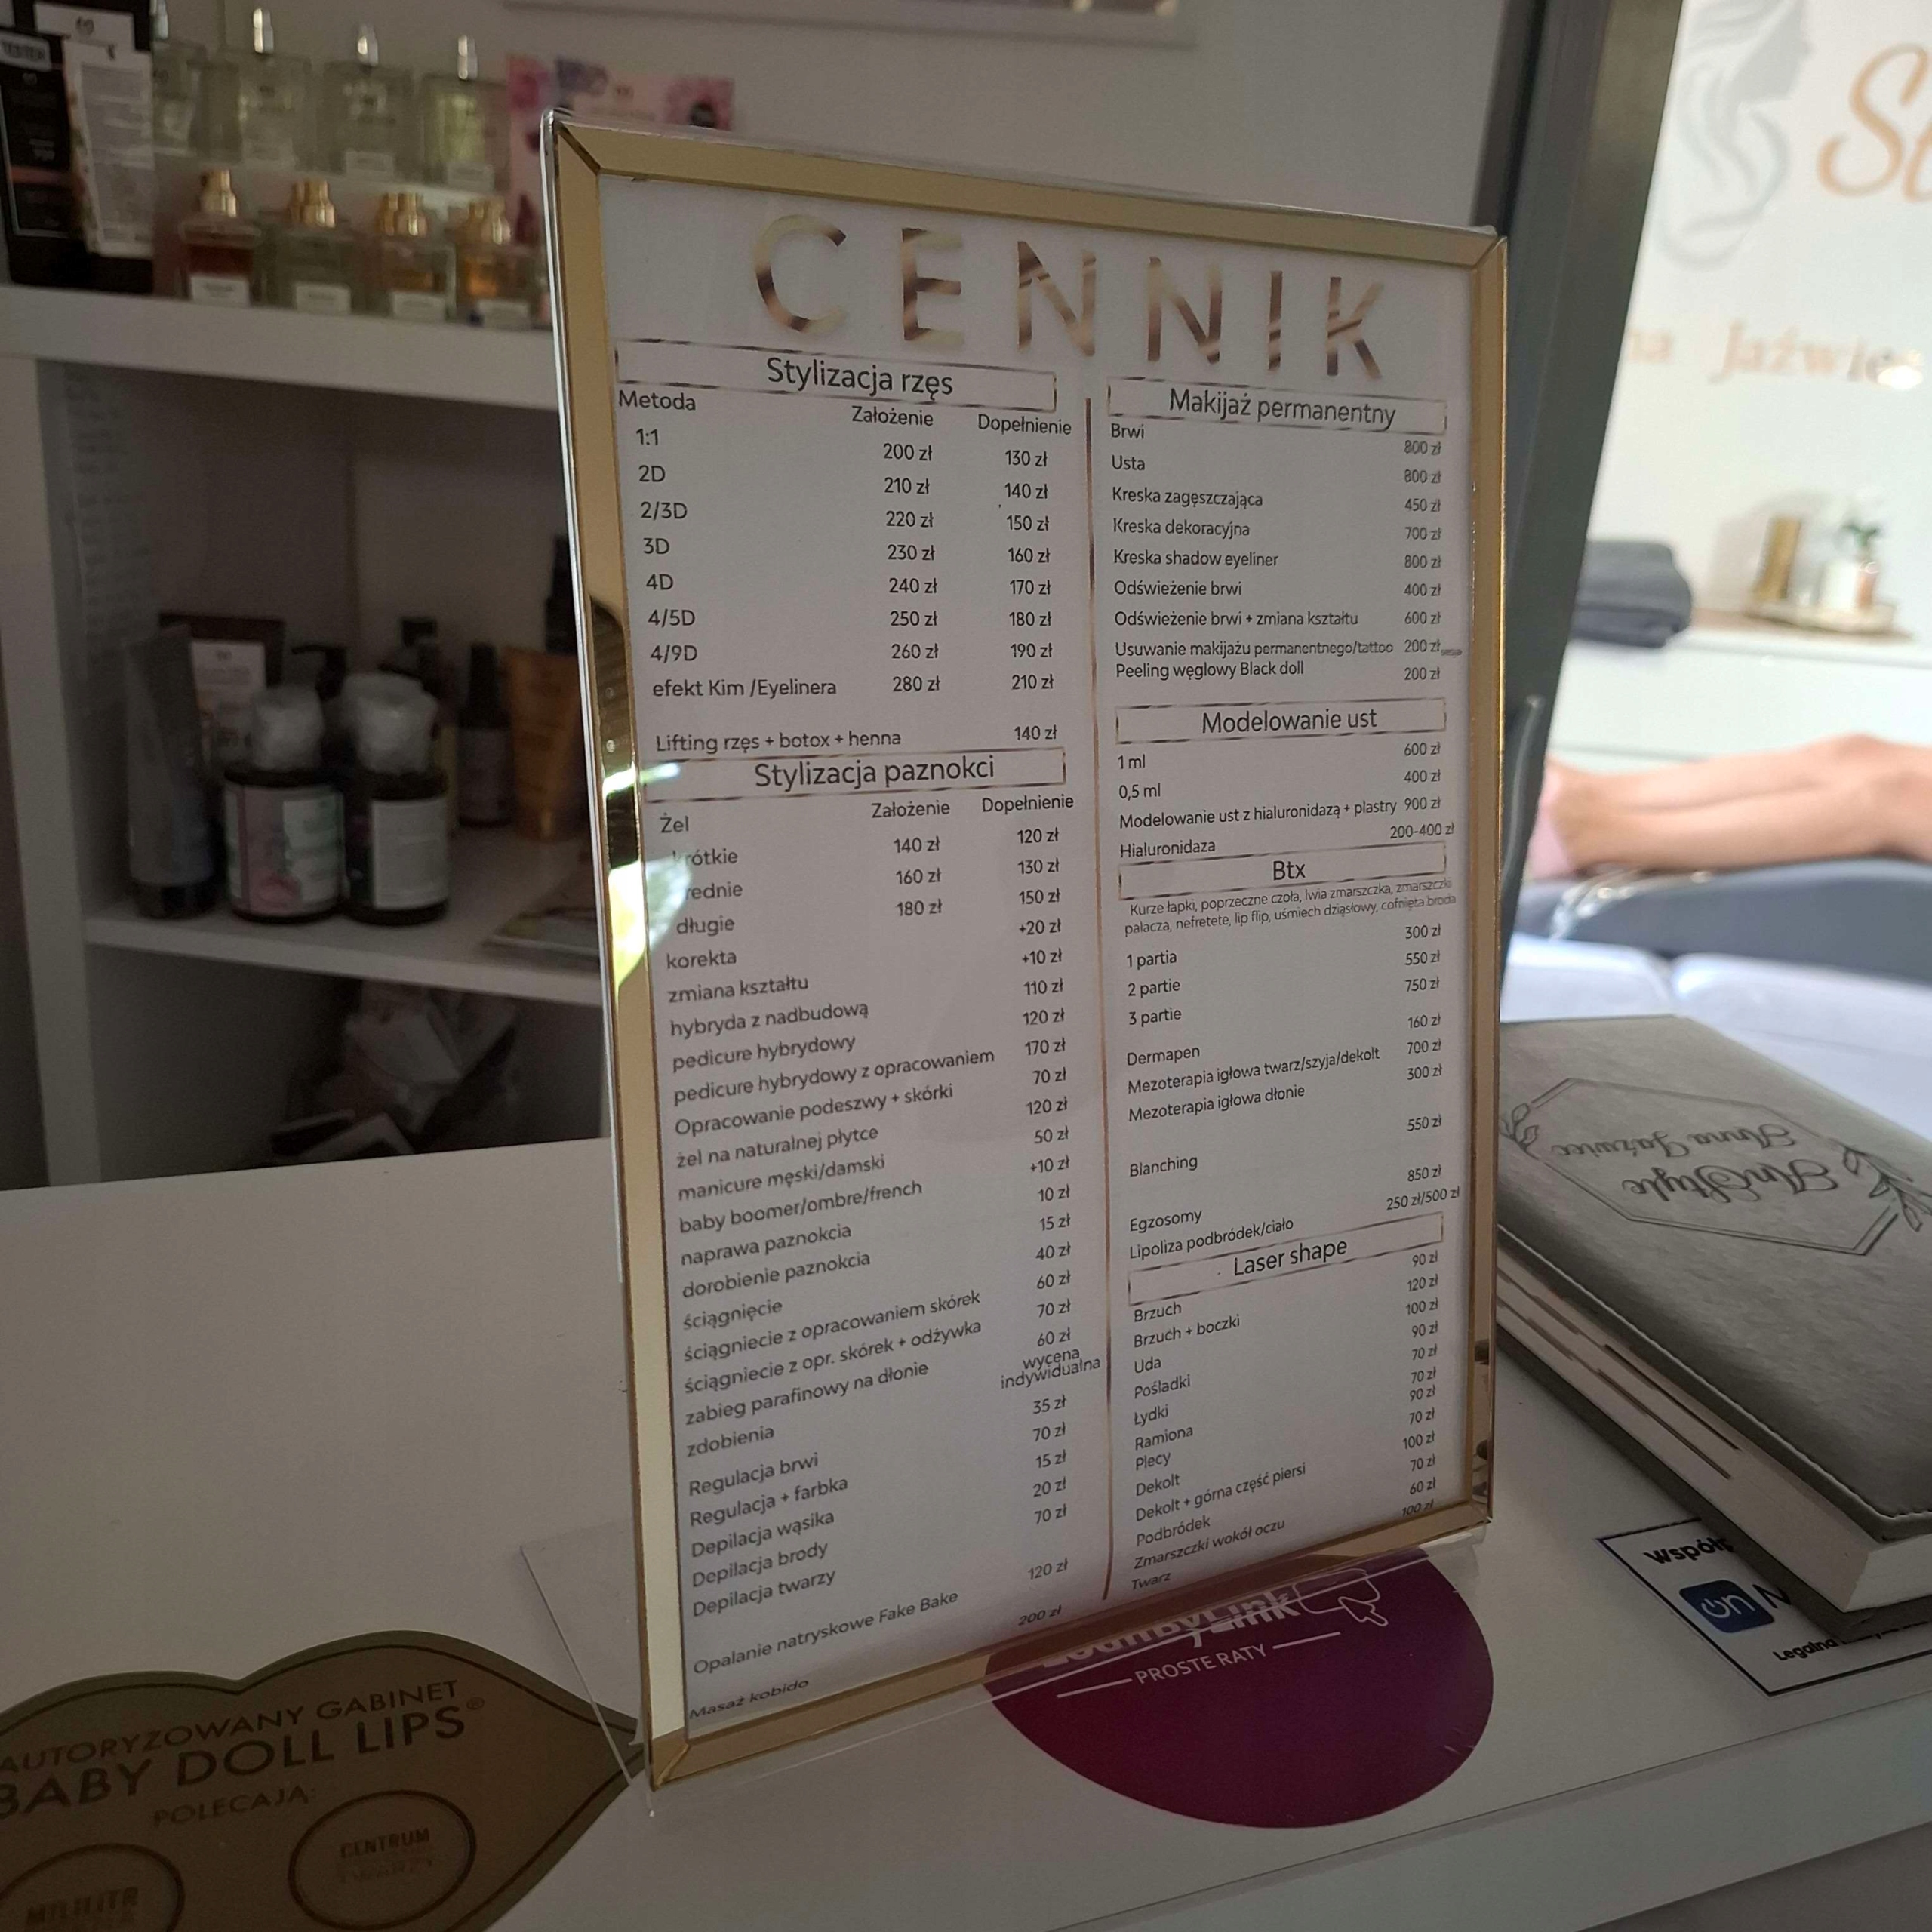 CENNIK
Stylizacja rzęs
Metoda Założenie Dopełnienie
1:1 200 zł 130 zł
2D 210 zł 140 zł
2/3D 220 zł 150 zł
3D 230 zł 160 zł
4D 240 zł 170 zł
4/5D 250 zł 180 zł
4/9D 260 zł 190 zł
efekt Kim /Eyelinera 280 zł 210 zł
Lifting rzęs + botox + henna 140 zł
Stylizacja paznokci
Żel Założenie Dopełnienie
krótkie 140 zł 120 zł
rednie 160 zł 130 zł
długie 180 zł 150 zł
korekta +20 zł
zmiana kształtu +10 zł
hybryda z nadbudową 110 zł
pedicure hybrydowy 120 zł
pedicure hybrydowy z opracowaniem 170 zł
Opracowanie podeszwy + skórki 70 zł
żel na naturalnej płytce 120 zł
manicure męski/damski 50 zł
baby boomer/ombre/french +10 zł
naprawa paznokcia 10 zł
dorobienie paznokcia 15 zł
ściągnięcie 40 zł
ściągniecie z opracowaniem skórek 60 zł
ściągniecie z opr. skórek + odżywka 70 zł
zabieg parafinowy na dłonie 60 zł
zdobienia wycena indywidualna
Regulacja brwi 35 zł
Regulacja + farbka 70 zł
Depilacja wąsika 15 zł
Depilacja brody 20 zł
Depilacja twarzy 70 zł
Opalanie natryskowe Fake Bake 120 zł
Masaż kobido 200 zł
Makijaż permanentny
Brwi 800 zł
Usta 800 zł
Kreska zagęszczająca 450 zł
Kreska dekoracyjna 700 zł
Kreska shadow eyeliner 800 zł
Odświeżenie brwi 400 zł
Odświeżenie brwi + zmiana kształtu 600 zł
Usuwanie makijażu permanentnego/tattoo 200 zł
Peeling węglowy Black doll 200 zł
Modelowanie ust
1 ml 600 zł
0,5 ml 400 zł
Modelowanie ust z hialuronidazą + plastry 900 zł
Hialuronidaza 200-400 zł
Btx
Kurze łapki, poprzeczne czoła, lwia zmarszczka, zmarszczki
palacza, nefretete, lip flip, uśmiech dziąsłowy, cofnięta broda
1 partia 300 zł
2 partie 550 zł
3 partie 750 zł
Dermapen 160 zł
Mezoterapia igłowa twarz/szyja/dekolt 700 zł
Mezoterapia igłowa dłonie 300 zł
Blanching 550 zł
Egzosomy 850 zł
Lipoliza podbródek/ciało 250 zł/500 zł
Laser shape
Brzuch 90 zł
Brzuch + boczki 120 zł
Uda 100 zł
Pośladki 90 zł
Łydki 70 zł
Ramiona 70 zł
Plecy 90 zł
Dekolt 70 zł
Dekolt + górna część piersi 100 zł
Podbródek 70 zł
Zmarszczki wokół oczu 60 zł
Twarz 100 zł
PROSTE RATY
AUTORYZOWANY GABINET
BABY DOLL LIPS®
POLECAJĄ:
CENTRUM
AnStyle
Anna Jaźwiec
on